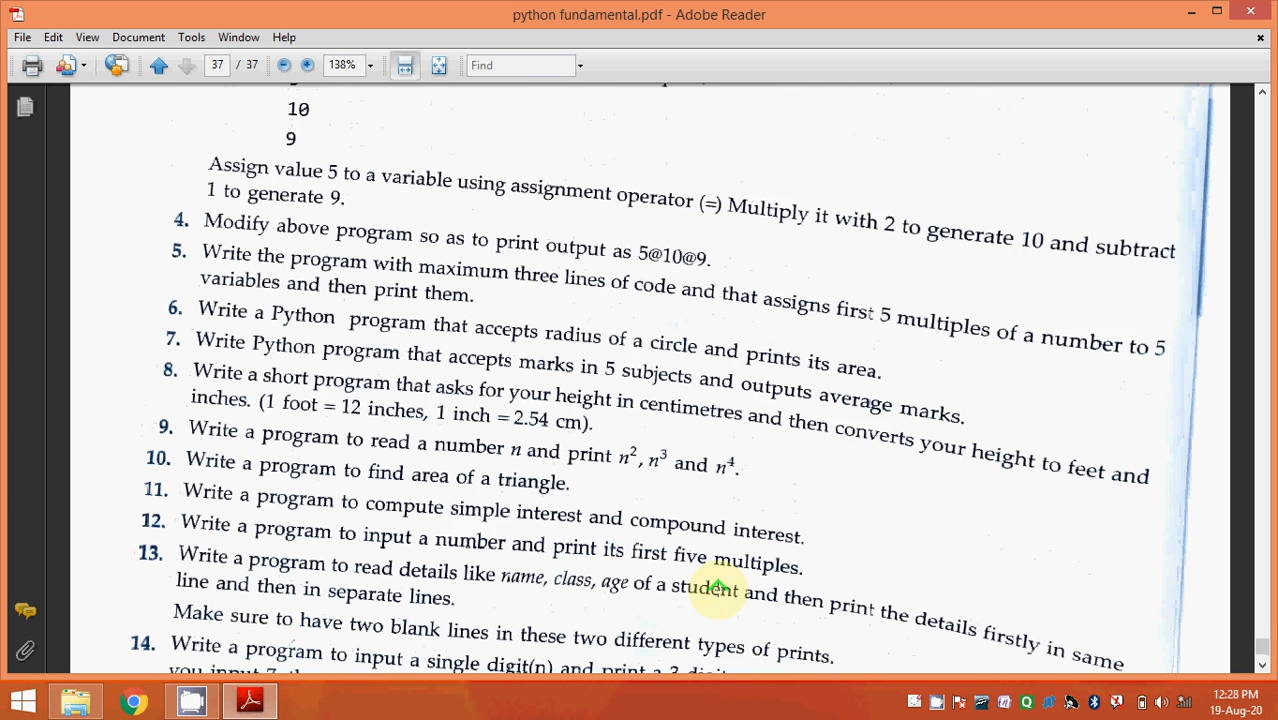 python fundamental.pdf - Adobe Reader
File Edit View Document Tools Window Help
37 / 37 138% Find
10
9
Assign value 5 to a variable using assignment operator (=) Multiply it with 2 to generate 10 and subtract
1 to generate 9.
4. Modify above program so as to print output as 5@10@9.
5. Write the program with maximum three lines of code and that assigns first 5 multiples of a number to 5
variables and then print them.
6. Write a Python program that accepts radius of a circle and prints its area.
7. Write Python program that accepts marks in 5 subjects and outputs average marks.
8. Write a short program that asks for your height in centimetres and then converts your height to feet and
inches. (1 foot = 12 inches, 1 inch = 2.54 cm).
9. Write a program to read a number n and print n², n³ and n⁴.
10. Write a program to find area of a triangle.
11. Write a program to compute simple interest and compound interest.
12. Write a program to input a number and print its first five multiples.
13. Write a program to read details like name, class, age of a student and then print the details firstly in same
line and then in separate lines.
Make sure to have two blank lines in these two different types of prints.
14. Write a program to input a single digit(n) and print a 3 digi
you input 7
12:28 PM
19-Aug-20